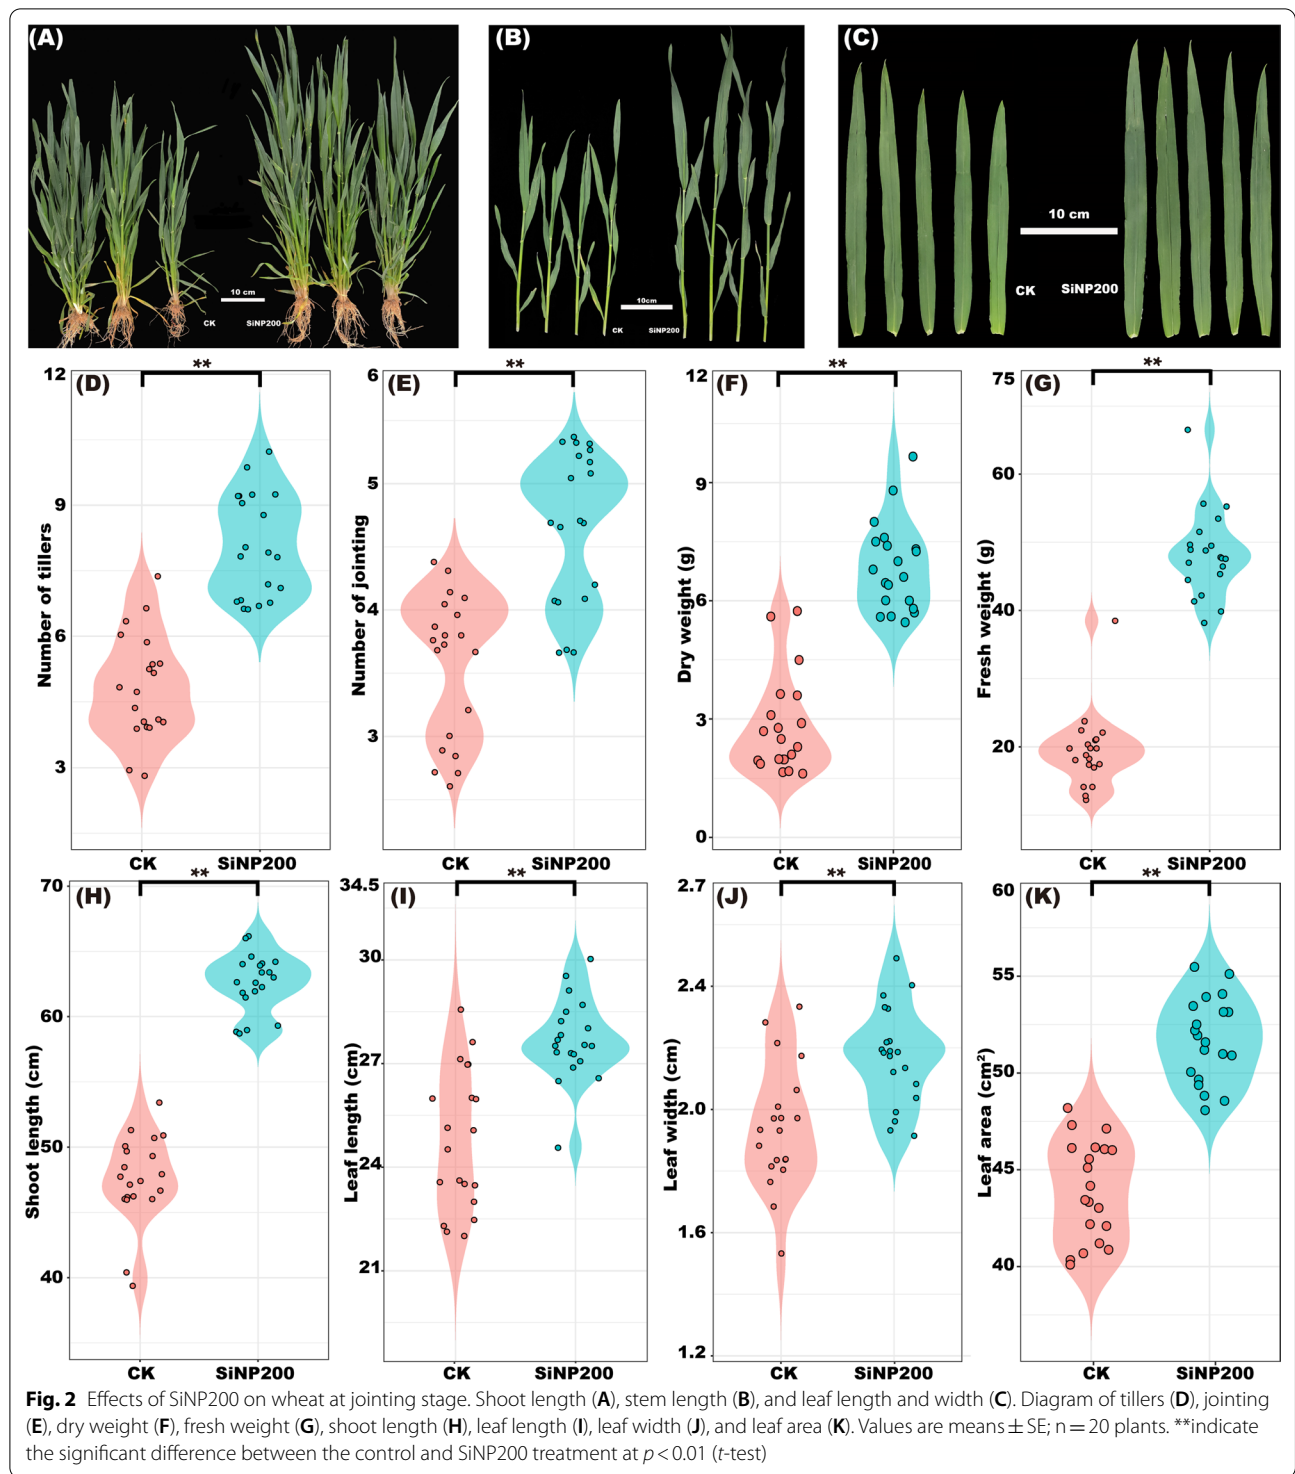 (A)
10 cm
CK SiNP200
(B)
10cm
CK SiNP200
(C)
10 cm
CK SiNP200
(D)
**
Number of tillers
12
9
6
3
CK SiNP200
(E)
**
Number of jointing
6
5
4
3
CK SiNP200
(F)
**
Dry weight (g)
12
9
6
3
0
CK SiNP200
(G)
**
Fresh weight (g)
75
60
40
20
CK SiNP200
(H)
**
Shoot length (cm)
70
60
50
40
CK SiNP200
(I)
**
Leaf length (cm)
34.5
30
27
24
21
CK SiNP200
(J)
**
Leaf width (cm)
2.7
2.4
2.0
1.6
1.2
CK SiNP200
(K)
**
Leaf area (cm²)
60
55
50
45
40
CK SiNP200
Fig. 2 Effects of SiNP200 on wheat at jointing stage. Shoot length (A), stem length (B), and leaf length and width (C). Diagram of tillers (D), jointing
(E), dry weight (F), fresh weight (G), shoot length (H), leaf length (I), leaf width (J), and leaf area (K). Values are means ± SE; n = 20 plants. **indicate
the significant difference between the control and SiNP200 treatment at p < 0.01 (t-test)